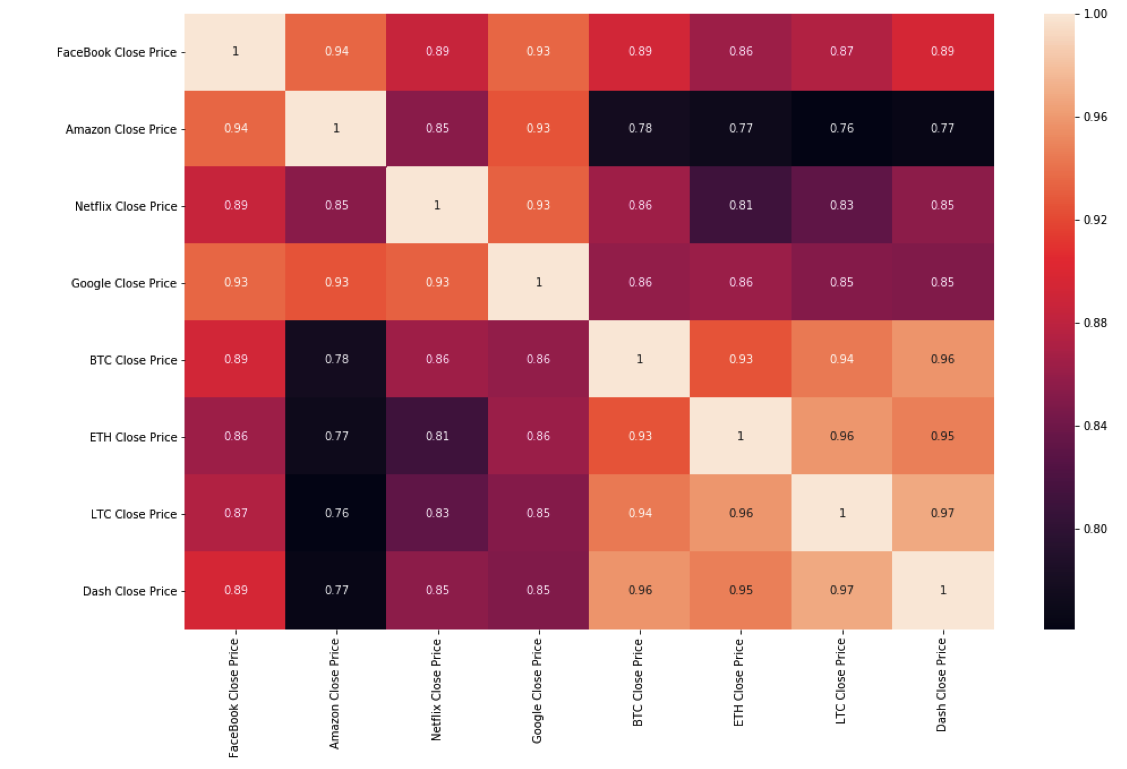 FaceBook Close Price 1 0.94 0.89 0.93 0.89 0.86 0.87 0.89
Amazon Close Price 0.94 1 0.85 0.93 0.78 0.77 0.76 0.77
Netflix Close Price 0.89 0.85 1 0.93 0.86 0.81 0.83 0.85
Google Close Price 0.93 0.93 0.93 1 0.86 0.86 0.85 0.85
BTC Close Price 0.89 0.78 0.86 0.86 1 0.93 0.94 0.96
ETH Close Price 0.86 0.77 0.81 0.86 0.93 1 0.96 0.95
LTC Close Price 0.87 0.76 0.83 0.85 0.94 0.96 1 0.97
Dash Close Price 0.89 0.77 0.85 0.85 0.96 0.95 0.97 1
FaceBook Close Price
Amazon Close Price
Netflix Close Price
Google Close Price
BTC Close Price
ETH Close Price
LTC Close Price
Dash Close Price
1.00
0.96
0.92
0.88
0.84
0.80